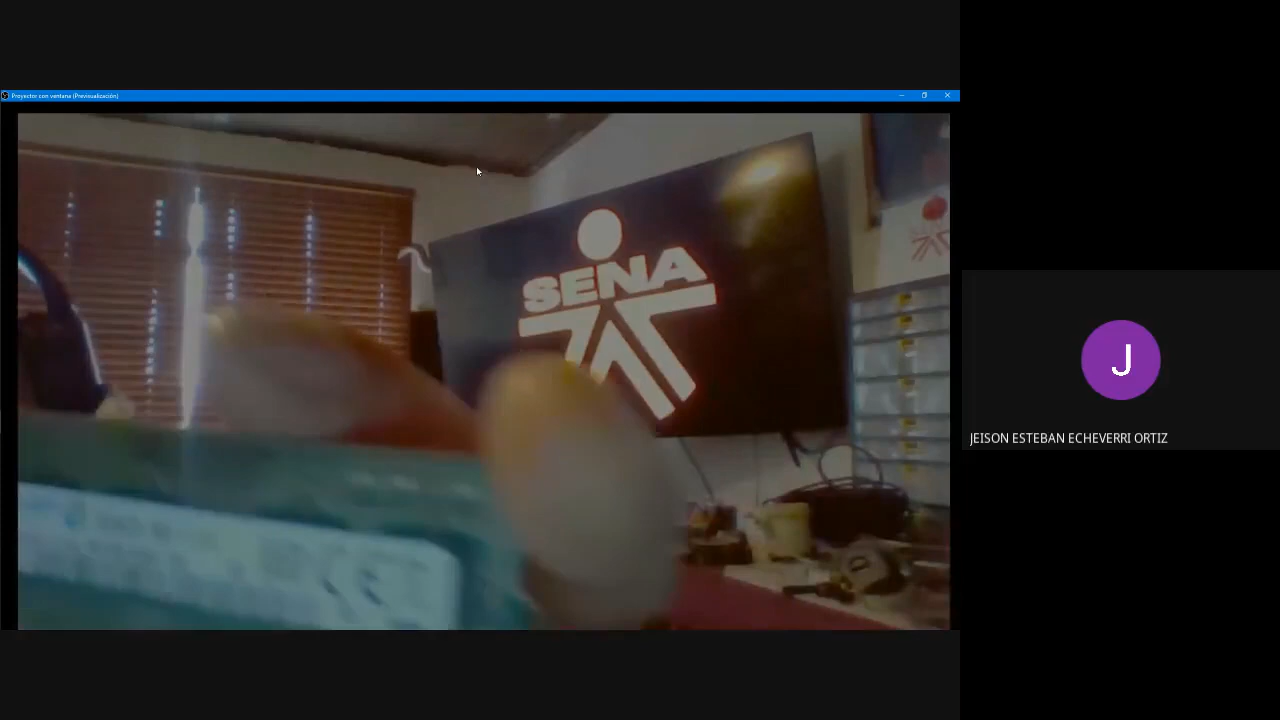 Proyector con ventana (Previsualización)
SENA
J
JEISON ESTEBAN ECHEVERRI ORTIZ